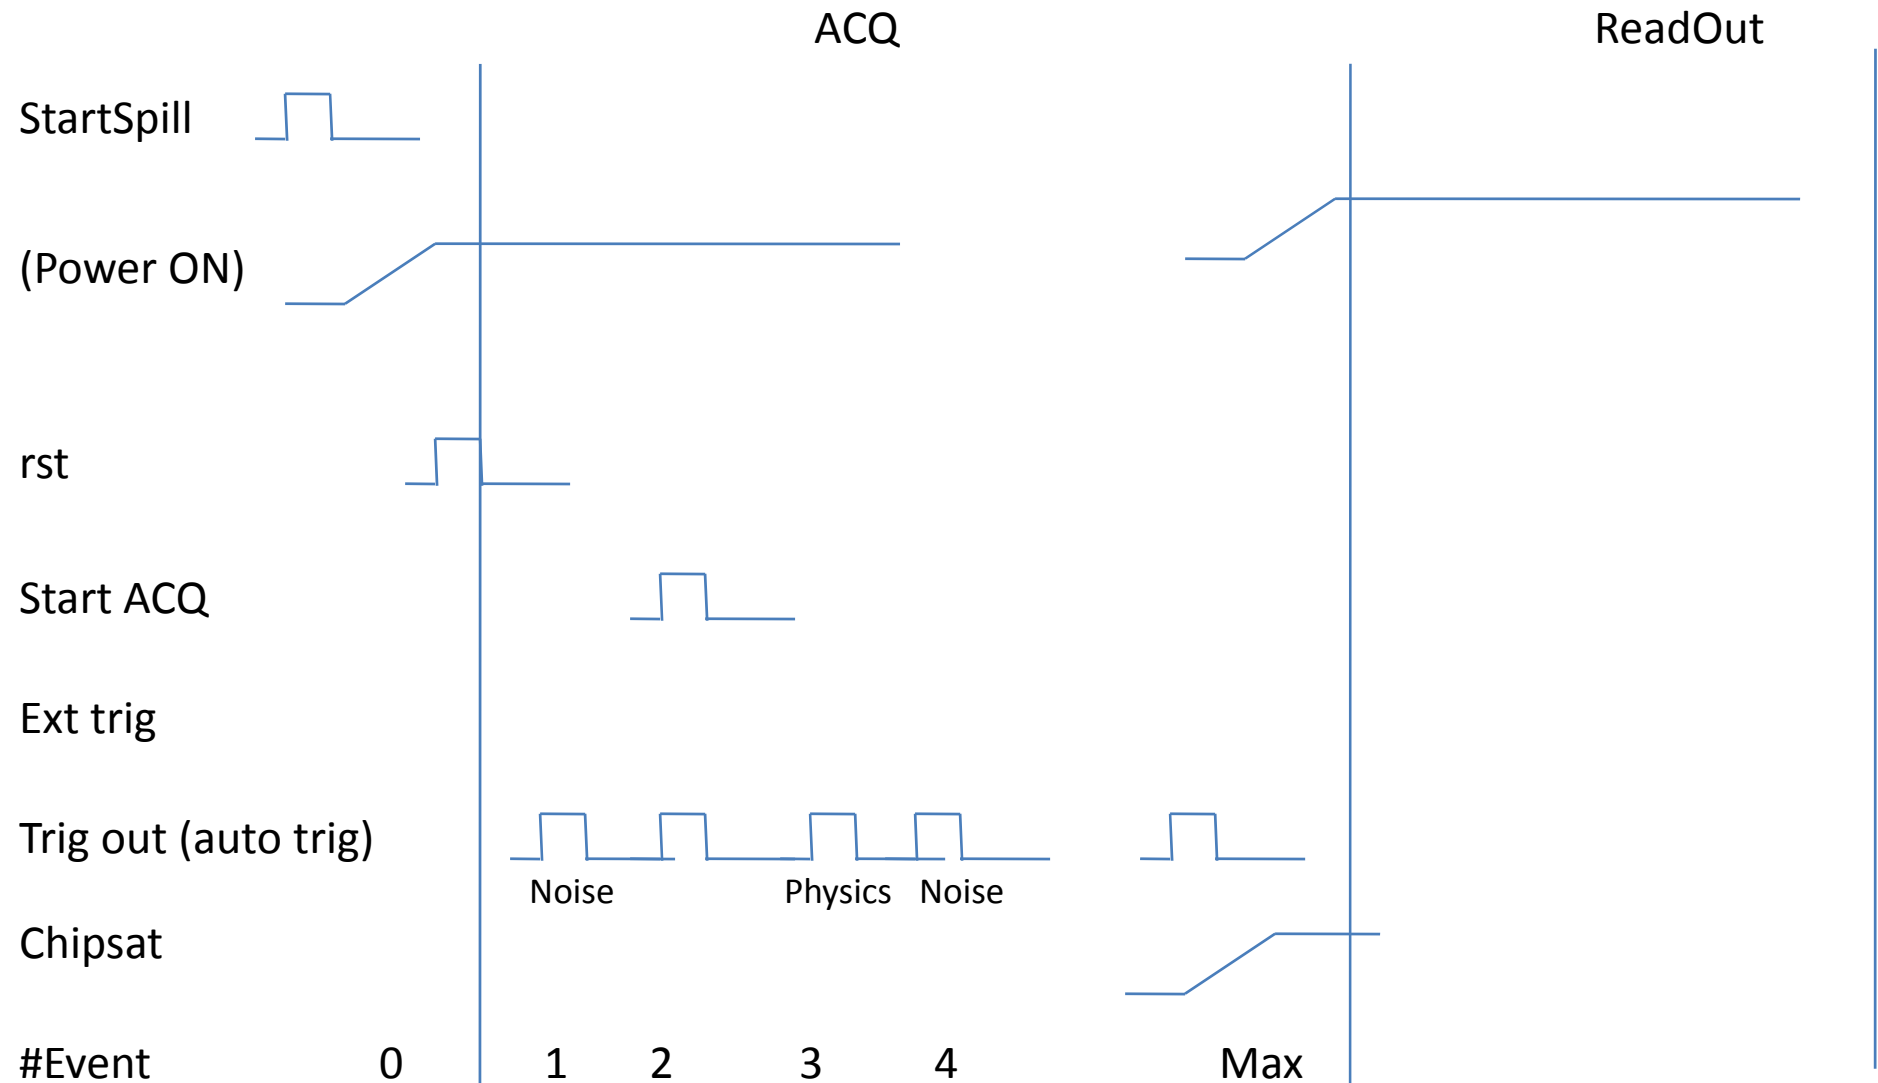 ACQ ReadOut
StartSpill
(Power ON)
rst
Start ACQ
Ext trig
Trig out (auto trig)
Noise Physics Noise
Chipsat
#Event 0 1 2 3 4 Max